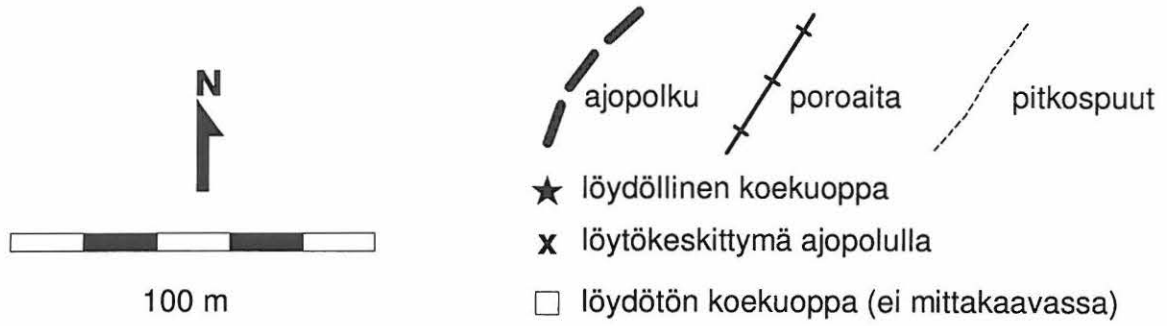 N
ajopolku poroaita pitkospuut
löydöllinen koekuoppa
x löytökeskittymä ajopolulla
löydötön koekuoppa (ei mittakaavassa)
100 m